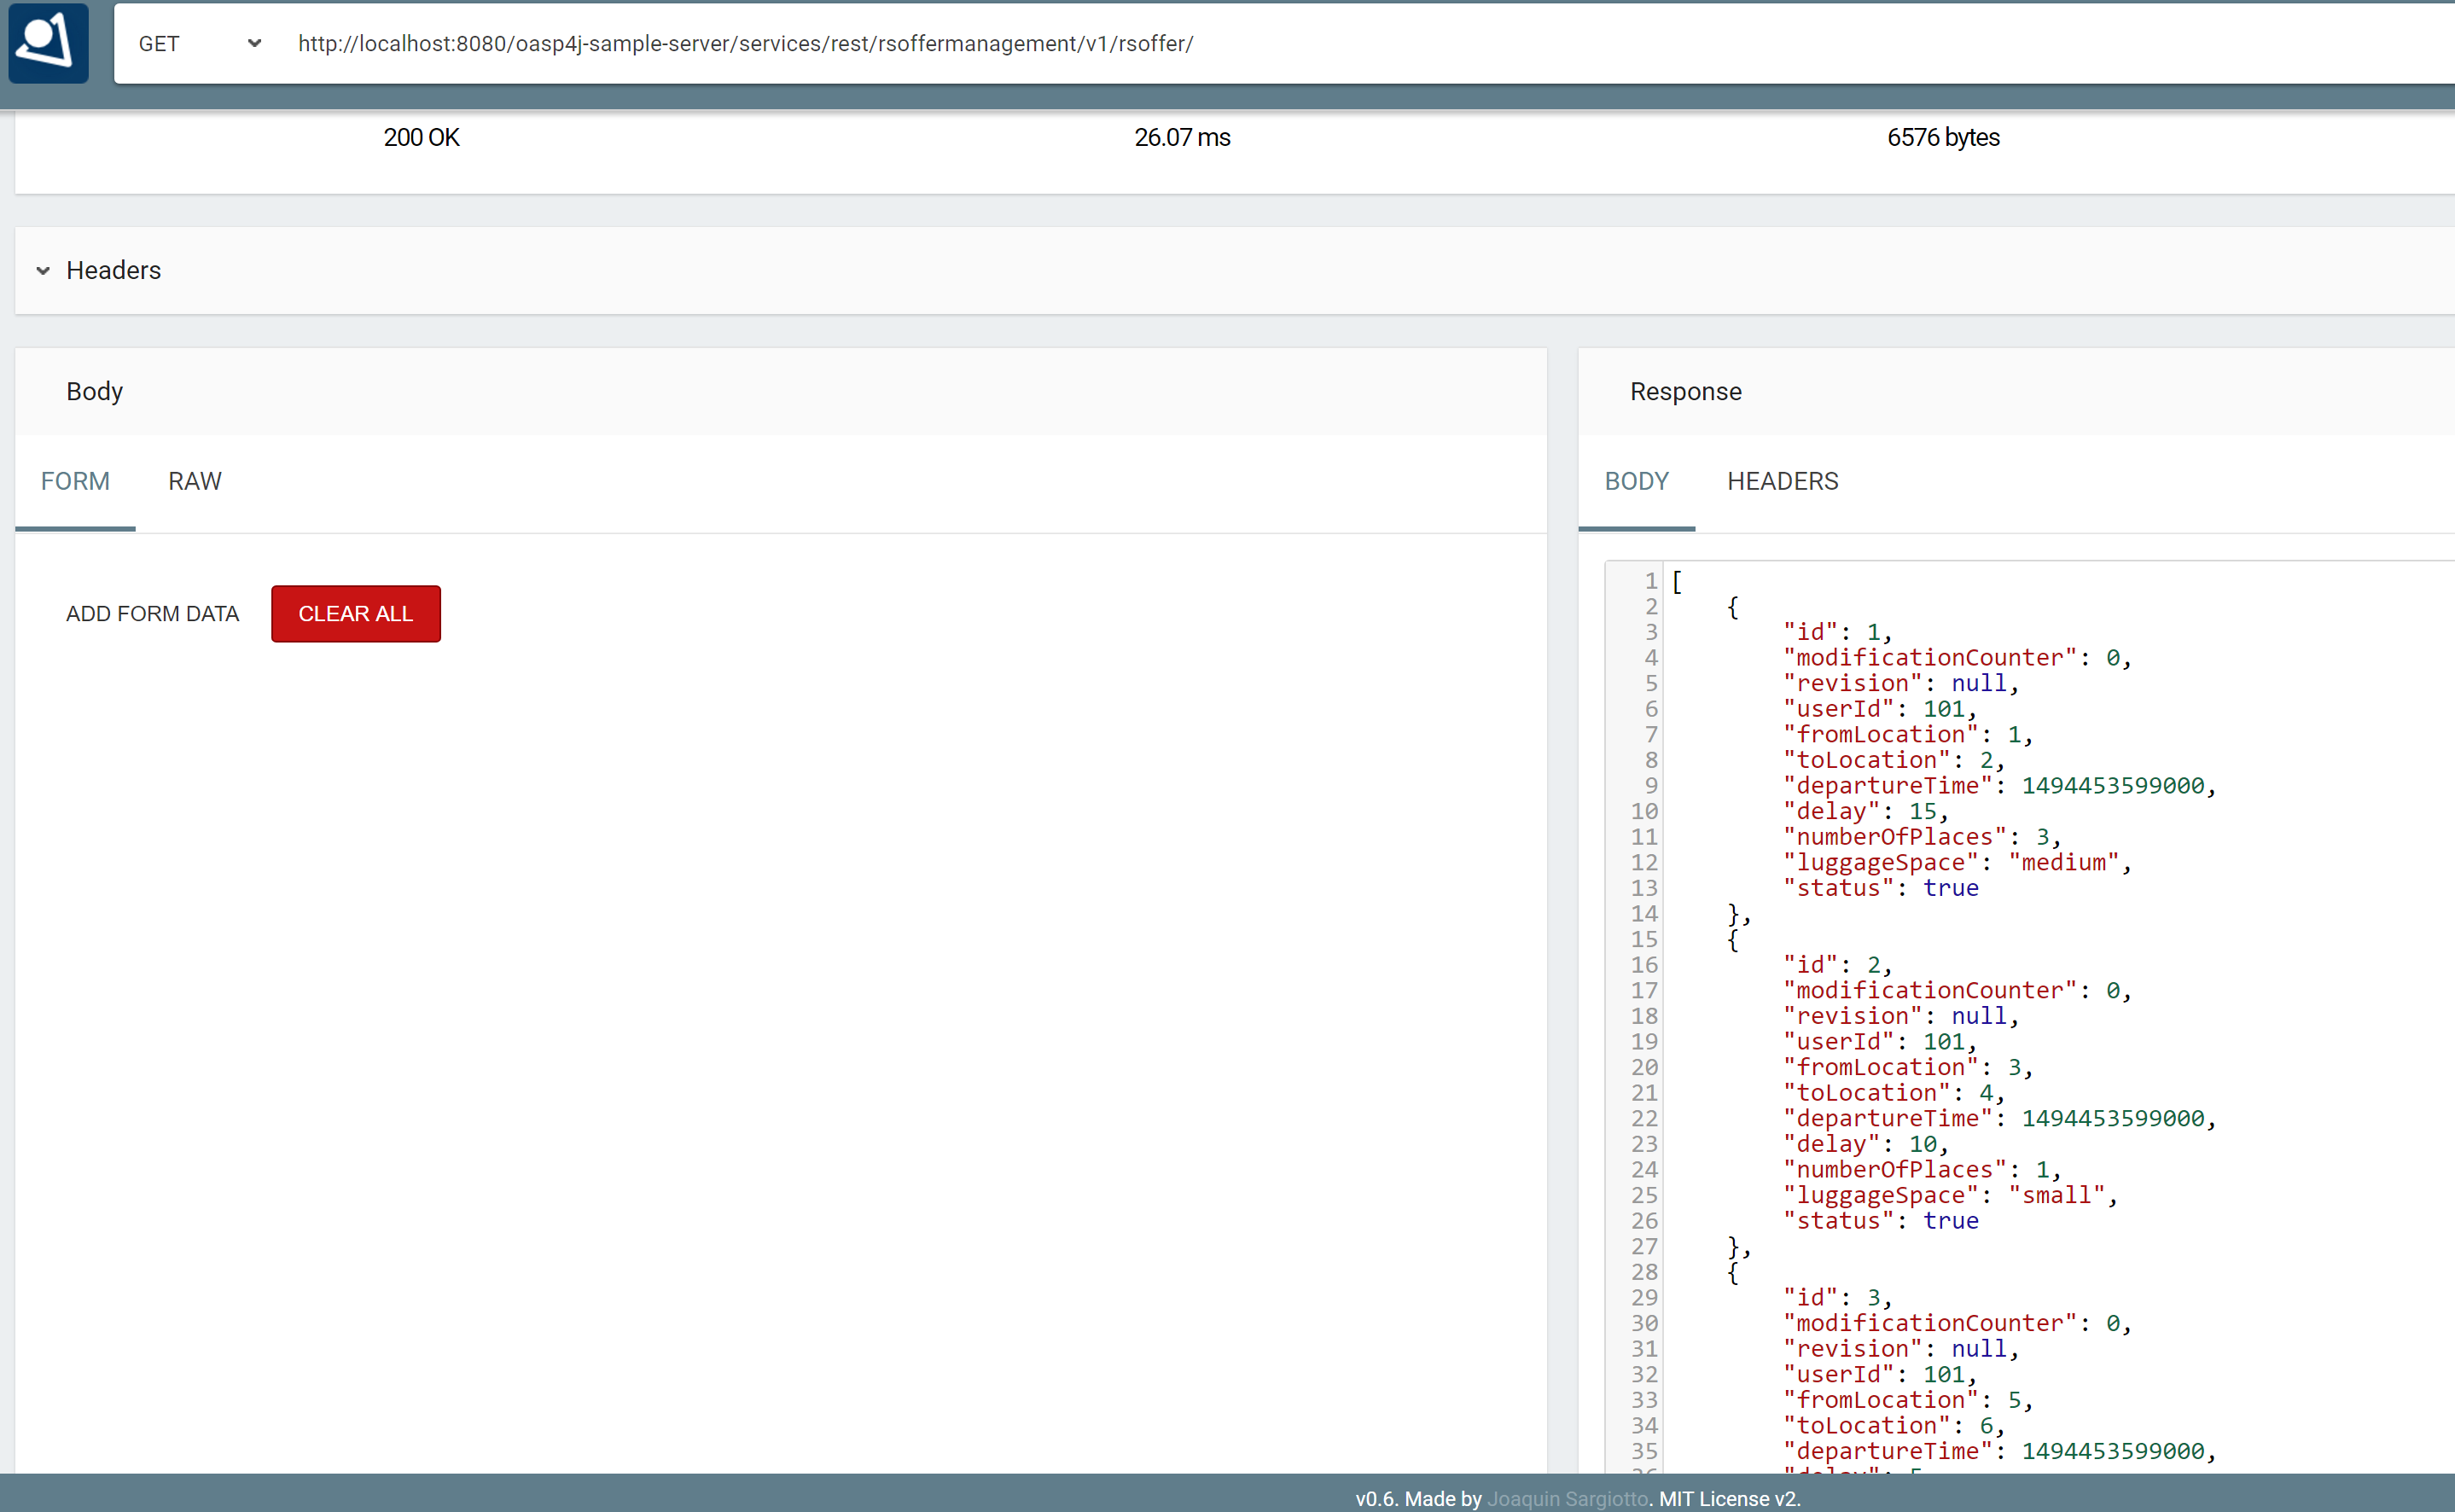 GET http://localhost:8080/oasp4j-sample-server/services/rest/rsoffermanagement/v1/rsoffer/
200 OK 26.07 ms 6576 bytes
Headers
Body
FORM RAW
ADD FORM DATA CLEAR ALL
Response
BODY HEADERS
1 [
2 {
3 "id": 1,
4 "modificationCounter": 0,
5 "revision": null,
6 "userId": 101,
7 "fromLocation": 1,
8 "toLocation": 2,
9 "departureTime": 1494453599000,
10 "delay": 15,
11 "numberOfPlaces": 3,
12 "luggageSpace": "medium",
13 "status": true
14 },
15 {
16 "id": 2,
17 "modificationCounter": 0,
18 "revision": null,
19 "userId": 101,
20 "fromLocation": 3,
21 "toLocation": 4,
22 "departureTime": 1494453599000,
23 "delay": 10,
24 "numberOfPlaces": 1,
25 "luggageSpace": "small",
26 "status": true
27 },
28 {
29 "id": 3,
30 "modificationCounter": 0,
31 "revision": null,
32 "userId": 101,
33 "fromLocation": 5,
34 "toLocation": 6,
35 "departureTime": 1494453599000,
v0.6. Made by Joaquin Sargiotto. MIT License v2.